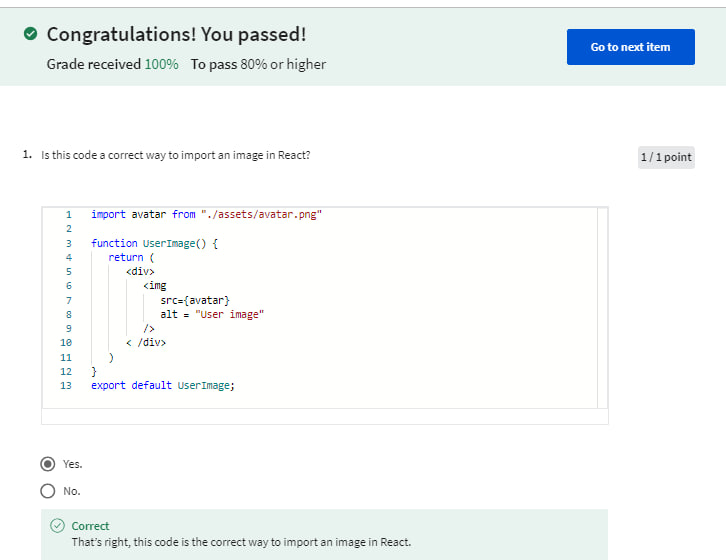 Congratulations! You passed!
Grade received 100% To pass 80% or higher
Go to next item
1. Is this code a correct way to import an image in React?
1 / 1 point
1 import avatar from "./assets/avatar.png"
2
3 function UserImage() {
4 return (
5 <div>
6 <img
7 src={avatar}
8 alt = "User image"
9 />
10 < /div>
11 )
12 }
13 export default UserImage;
Yes.
No.
Correct
That's right, this code is the correct way to import an image in React.